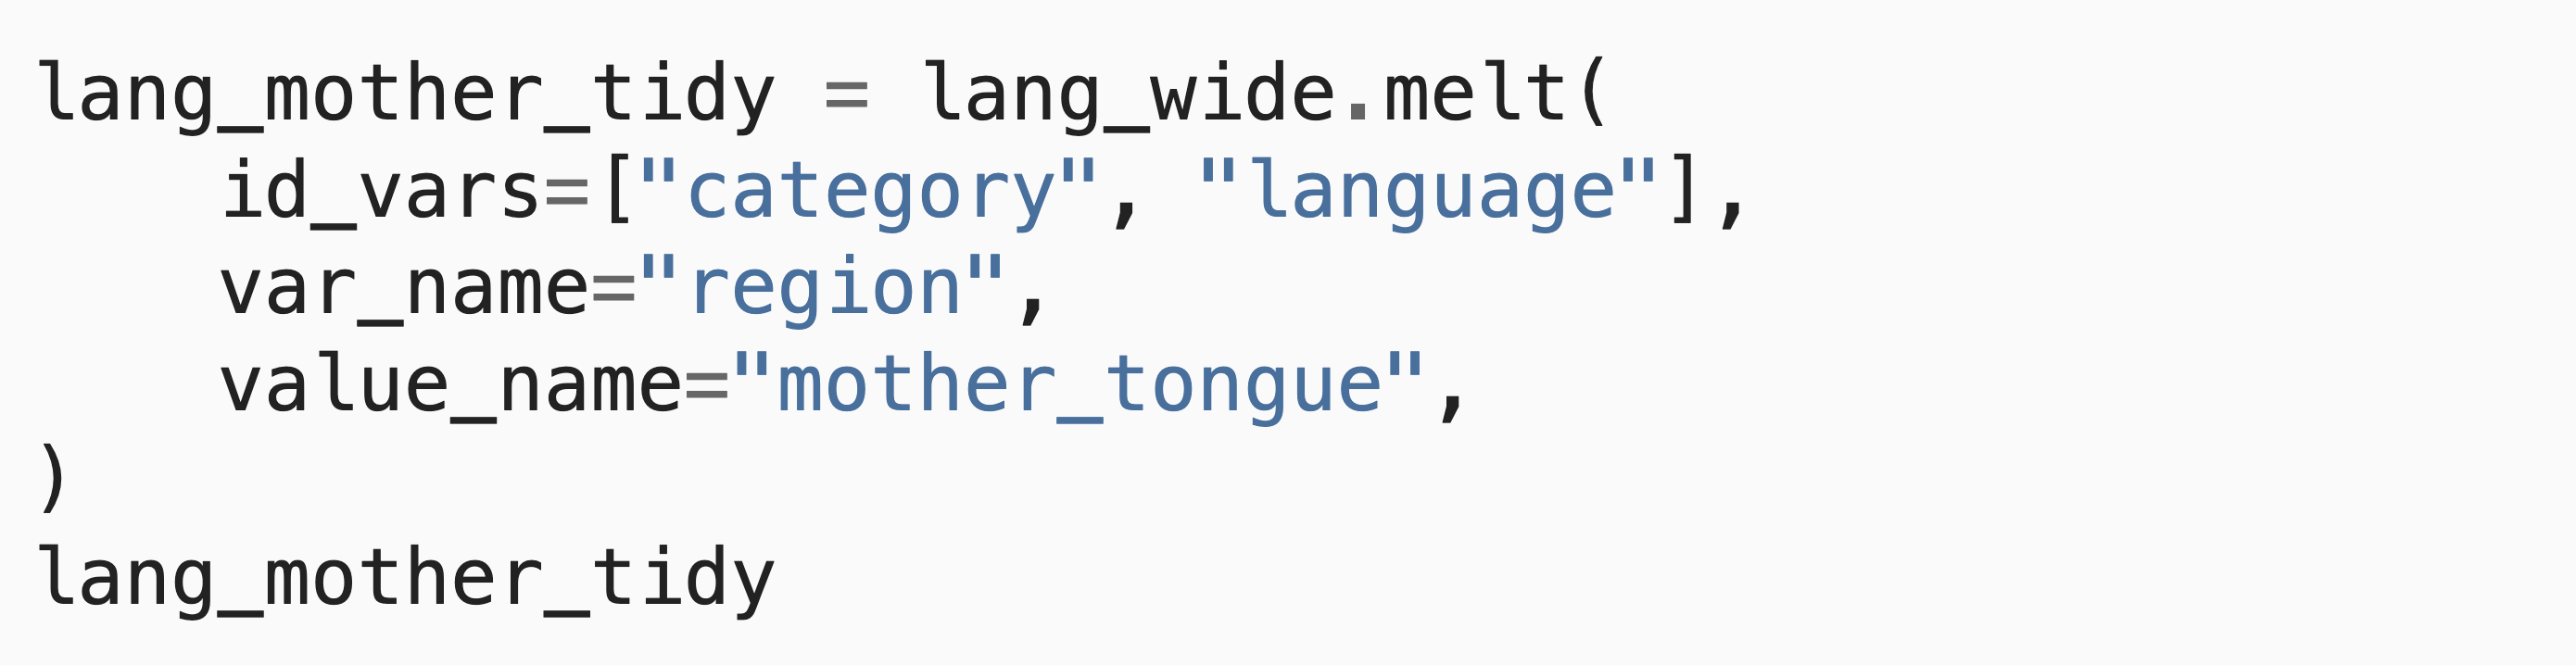 lang_mother_tidy = lang_wide.melt(
    id_vars=["category", "language"],
    var_name="region",
    value_name="mother_tongue",
)
lang_mother_tidy